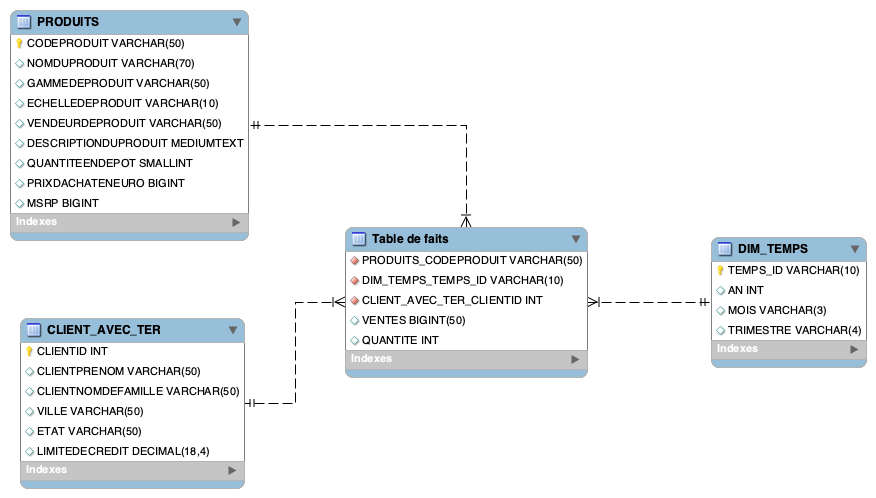 PRODUITS
CODEPRODUIT VARCHAR(50)
NOMDUPRODUIT VARCHAR(70)
GAMMEDEPRODUIT VARCHAR(50)
ECHELLEDEPRODUIT VARCHAR(10)
VENDEURDEPRODUIT VARCHAR(50)
DESCRIPTIONDUPRODUIT MEDIUMTEXT
QUANTITEENDEPOT SMALLINT
PRIXDACHATENEURO BIGINT
MSRP BIGINT
Indexes
Table de faits
PRODUITS_CODEPRODUIT VARCHAR(50)
DIM_TEMPS_TEMPS_ID VARCHAR(10)
CLIENT_AVEC_TER_CLIENTID INT
VENTES BIGINT(50)
QUANTITE INT
Indexes
DIM_TEMPS
TEMPS_ID VARCHAR(10)
AN INT
MOIS VARCHAR(3)
TRIMESTRE VARCHAR(4)
Indexes
CLIENT_AVEC_TER
CLIENTID INT
CLIENTPRENOM VARCHAR(50)
CLIENTNOMDEFAMILLE VARCHAR(50)
VILLE VARCHAR(50)
ETAT VARCHAR(50)
LIMITEDECREDIT DECIMAL(18,4)
Indexes